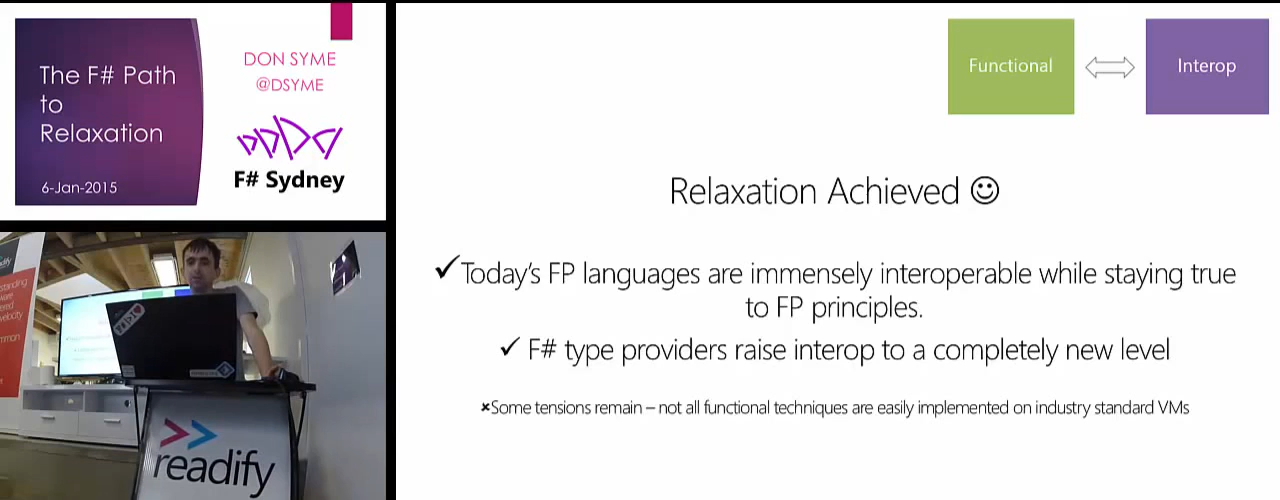 The F# Path
to
Relaxation
6-Jan-2015
DON SYME
@DSYME
F# Sydney
Functional
Interop
Relaxation Achieved ☺
✓Today's FP languages are immensely interoperable while staying true
to FP principles.
✓ F# type providers raise interop to a completely new level
×Some tensions remain – not all functional techniques are easily implemented on industry standard VMs
readify